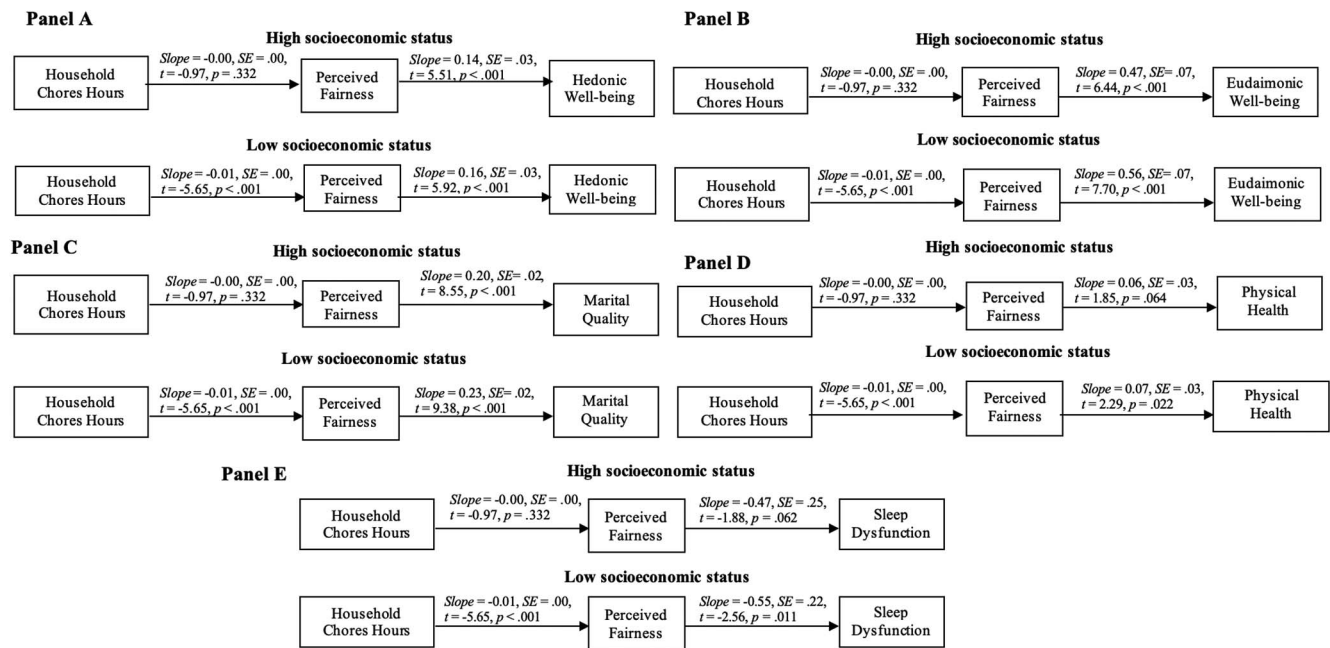 Panel A
High socioeconomic status
Household
Chores Hours
Slope = -0.00, SE = .00,
t = -0.97, p = .332
Perceived
Fairness
Slope = 0.14, SE = .03,
t = 5.51, p < .001
Hedonic
Well-being
Low socioeconomic status
Household
Chores Hours
Slope = -0.01, SE = .00,
t = -5.65, p < .001
Perceived
Fairness
Slope = 0.16, SE = .03,
t = 5.92, p < .001
Hedonic
Well-being
Panel B
High socioeconomic status
Household
Chores Hours
Slope = -0.00, SE = .00,
t = -0.97, p = .332
Perceived
Fairness
Slope = 0.47, SE= .07,
t = 6.44, p < .001
Eudaimonic
Well-being
Low socioeconomic status
Household
Chores Hours
Slope = -0.01, SE = .00,
t = -5.65, p < .001
Perceived
Fairness
Slope = 0.56, SE= .07,
t = 7.70, p < .001
Eudaimonic
Well-being
Panel C
High socioeconomic status
Household
Chores Hours
Slope = -0.00, SE = .00,
t = -0.97, p = .332
Perceived
Fairness
Slope = 0.20, SE= .02,
t = 8.55, p < .001
Marital
Quality
Low socioeconomic status
Household
Chores Hours
Slope = -0.01, SE = .00,
t = -5.65, p < .001
Perceived
Fairness
Slope = 0.23, SE = .02,
t = 9.38, p < .001
Marital
Quality
Panel D
High socioeconomic status
Household
Chores Hours
Slope = -0.00, SE = .00,
t = -0.97, p = .332
Perceived
Fairness
Slope = 0.06, SE = .03,
t = 1.85, p = .064
Physical
Health
Low socioeconomic status
Household
Chores Hours
Slope = -0.01, SE = .00,
t = -5.65, p < .001
Perceived
Fairness
Slope = 0.07, SE = .03,
t = 2.29, p = .022
Physical
Health
Panel E
High socioeconomic status
Household
Chores Hours
Slope = -0.00, SE = .00,
t = -0.97, p = .332
Perceived
Fairness
Slope = -0.47, SE = .25,
t = -1.88, p = .062
Sleep
Dysfunction
Low socioeconomic status
Household
Chores Hours
Slope = -0.01, SE = .00,
t = -5.65, p < .001
Perceived
Fairness
Slope = -0.55, SE = .22,
t = -2.56, p = .011
Sleep
Dysfunction